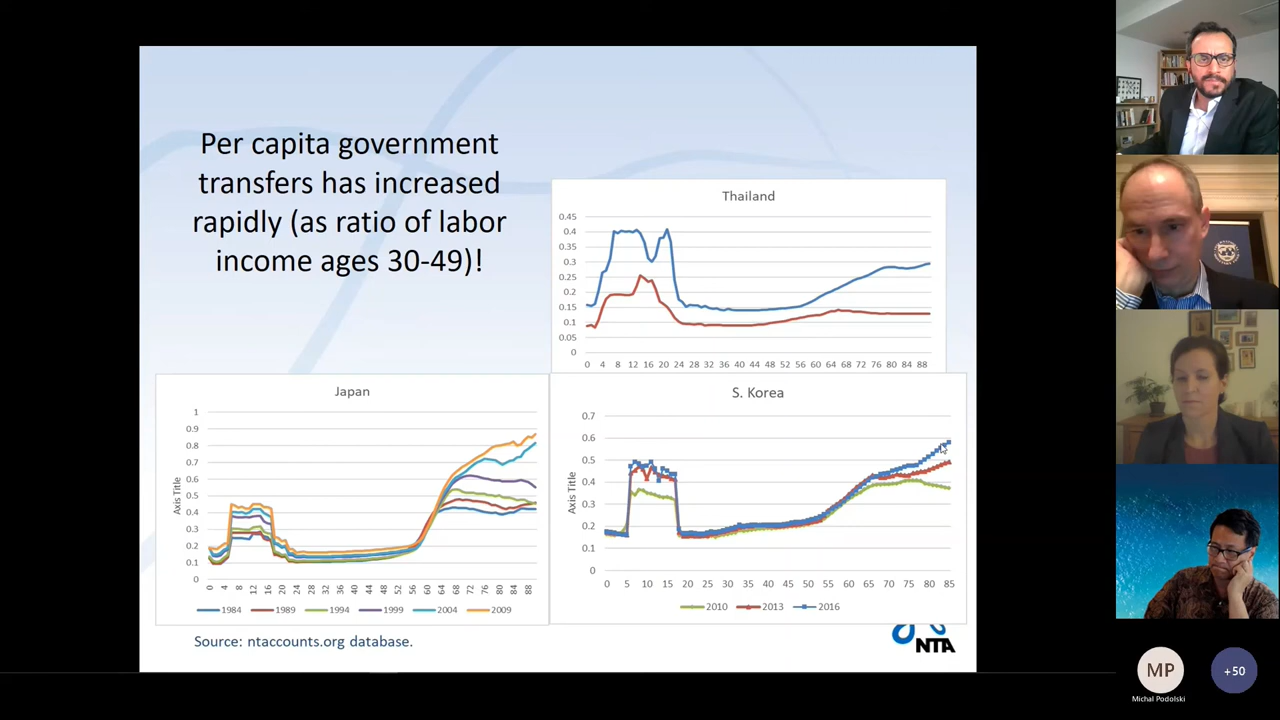 Per capita government
transfers has increased
rapidly (as ratio of labor
income ages 30-49)!
Thailand
0.45
0.4
0.35
0.3
0.25
0.2
0.15
0.1
0.05
0
0 4 8 12 16 20 24 28 32 36 40 44 48 52 56 60 64 68 72 76 80 84 88
Japan
1
0.9
0.8
0.7
0.6
0.5
0.4
0.3
0.2
0.1
0
Axis Title
0 4 8 12 16 20 24 28 32 36 40 44 48 52 56 60 64 68 72 76 80 84 88
1984 1989 1994 1999 2004 2009
S. Korea
0.7
0.6
0.5
0.4
0.3
0.2
0.1
0
Axis Title
0 5 10 15 20 25 30 35 40 45 50 55 60 65 70 75 80 85
2010 2013 2016
Source: ntaccounts.org database.
NTA
MP
Michal Podolski
+50